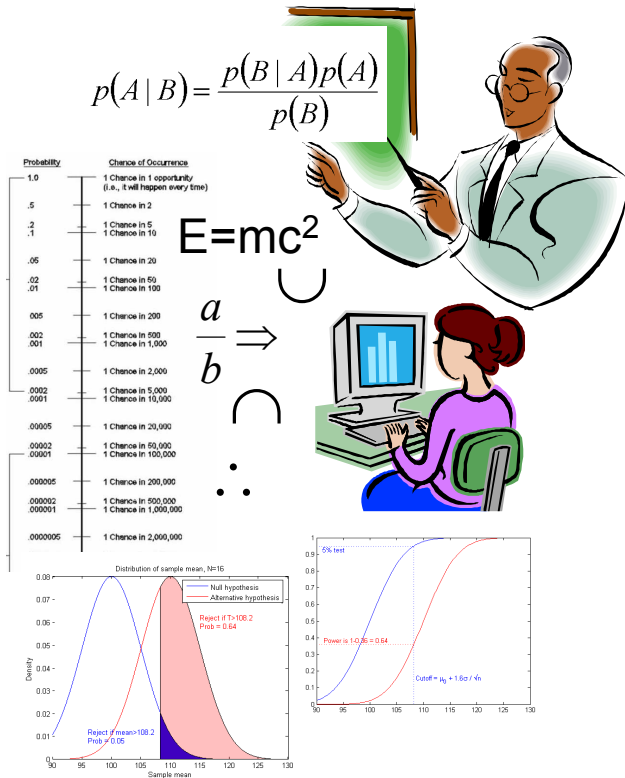 p(A | B) = p(B | A)p(A) / p(B)
Probability Chance of Occurrence
1.0 1 Chance in 1 opportunity
(i.e., it will happen every time)
.5 1 Chance in 2
.2 1 Chance in 5
.1 1 Chance in 10
.05 1 Chance in 20
.02 1 Chance in 50
.01 1 Chance in 100
005 1 Chance in 200
.002 1 Chance in 500
.001 1 Chance in 1,000
.0005 1 Chance in 2,000
.0002 1 Chance in 5,000
.0001 1 Chance in 10,000
.00005 1 Chance in 20,000
.00002 1 Chance in 50,000
.00001 1 Chance in 100,000
.000005 1 Chance in 200,000
.000002 1 Chance in 500,000
.000001 1 Chance in 1,000,000
.0000005 1 Chance in 2,000,000
E=mc²
∪
a
b
⇒
∩
∴
Distribution of sample mean, N=16
Null hypothesis
Alternative hypothesis
Reject if T>108.2
Prob = 0.64
Reject if mean>108.2
Prob = 0.05
Density
0.08
0.07
0.06
0.05
0.04
0.03
0.02
0.01
0
90 95 100 105 110 115 120 125 130
Sample mean
1
0.9
0.8
0.7
0.6
0.5
0.4
0.3
0.2
0.1
0
5% test
Power is 1-0.36 = 0.64
Cutoff = μ0 + 1.6σ / √n
90 95 100 105 110 115 120 125 130